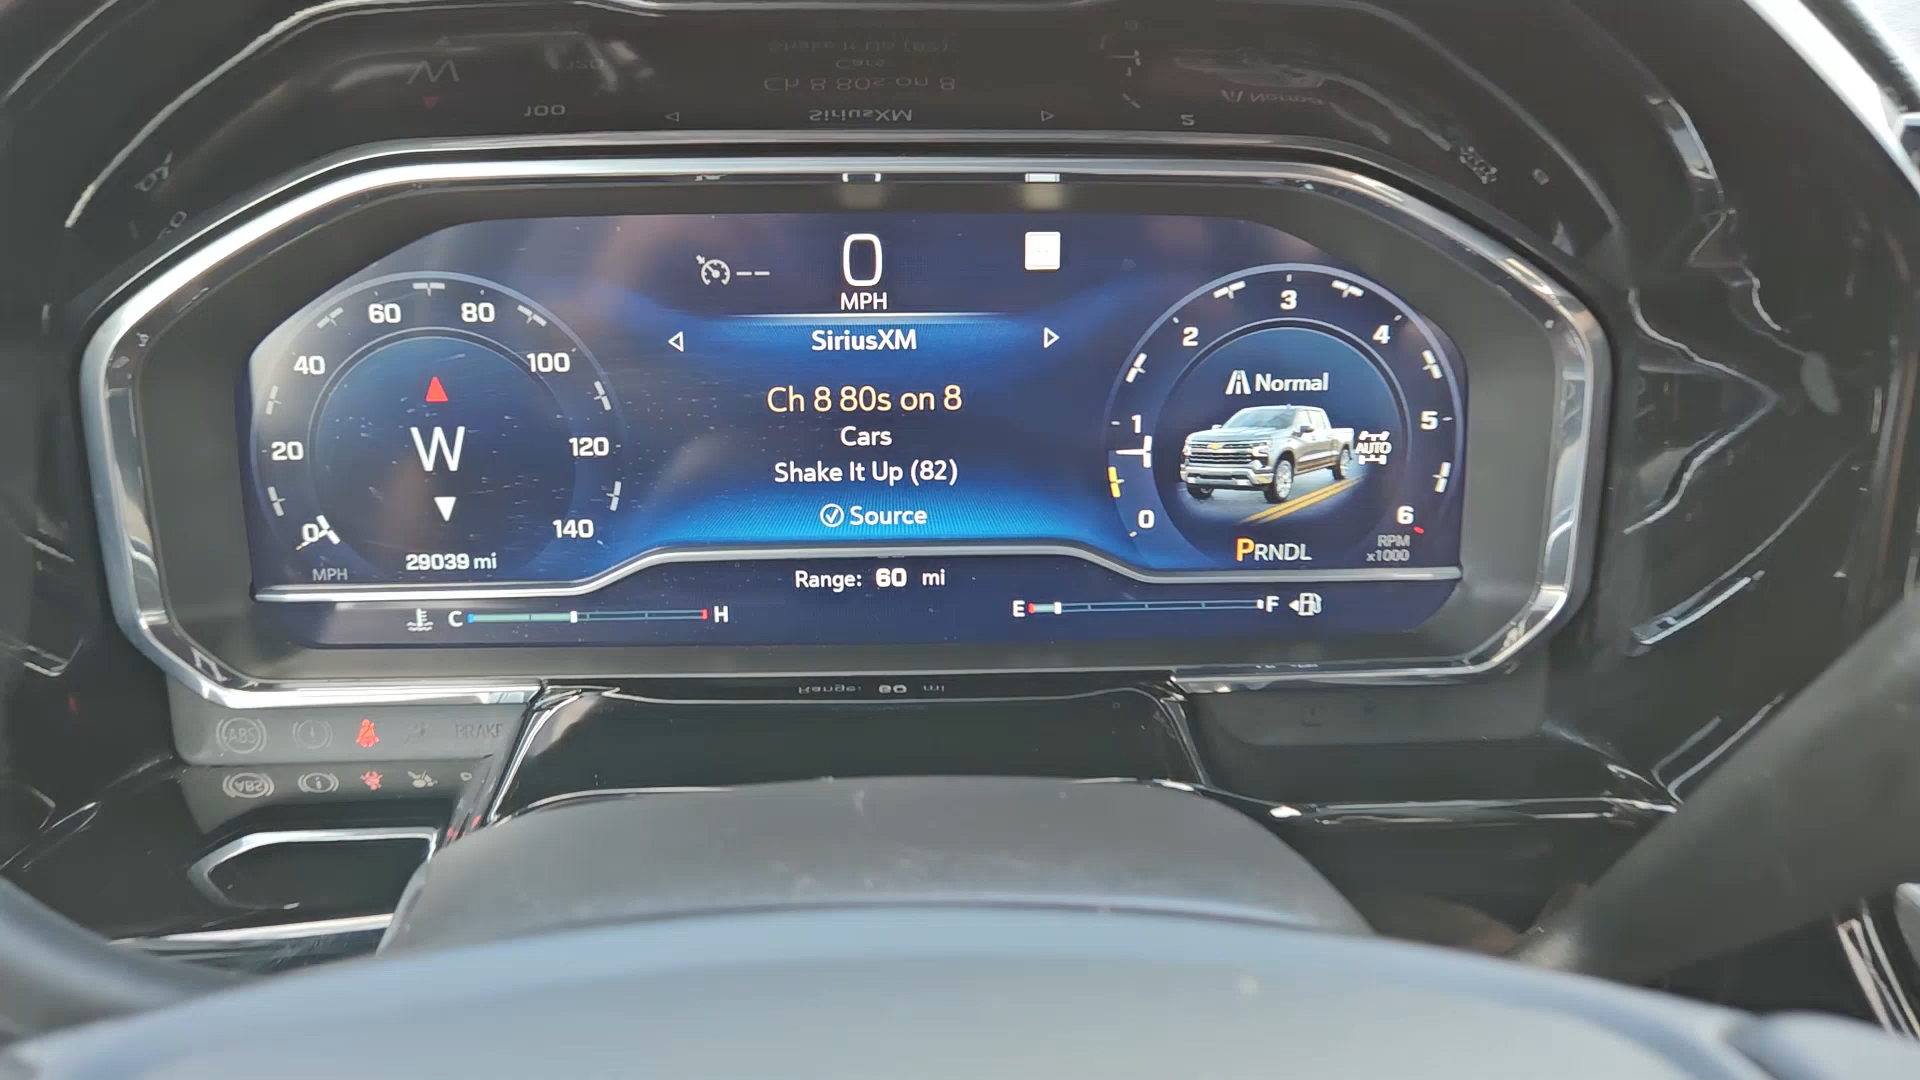 0
MPH
SiriusXM
Ch 8 80s on 8
Cars
Shake It Up (82)
Source
0
20
40
60
80
100
120
140
W
29039 mi
MPH
0
1
2
3
4
5
6
Normal
AUTO
PRNDL
RPM
x1000
Range: 60 mi
C
H
E
F
ABS
BRAKE